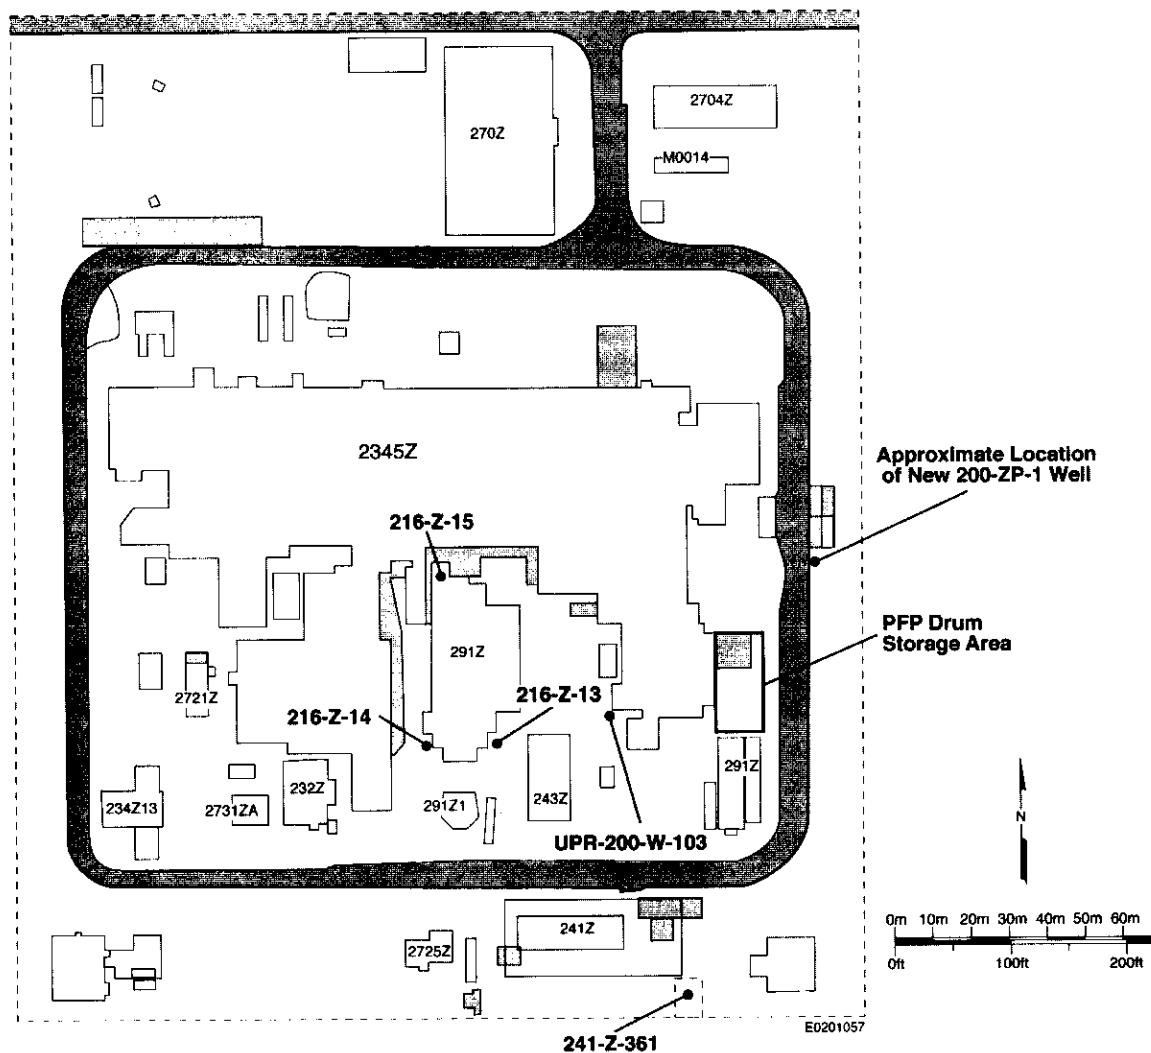 2704Z
270Z
M0014
2345Z
Approximate Location
of New 200-ZP-1 Well
216-Z-15
PFP Drum
Storage Area
291Z
2721Z
216-Z-13
216-Z-14
291Z
232Z
234Z13
2731ZA
291Z1
243Z
UPR-200-W-103
N
0m 10m 20m 30m 40m 50m 60m
0ft 100ft 200ft
241Z
2725Z
E0201057
241-Z-361